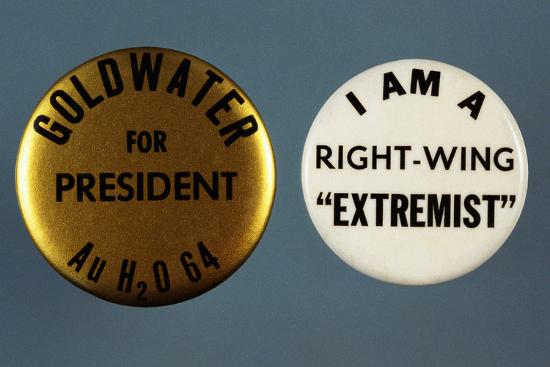 GOLDWATER
FOR
PRESIDENT
Au H₂O 64
I AM A
RIGHT-WING
“EXTREMIST”